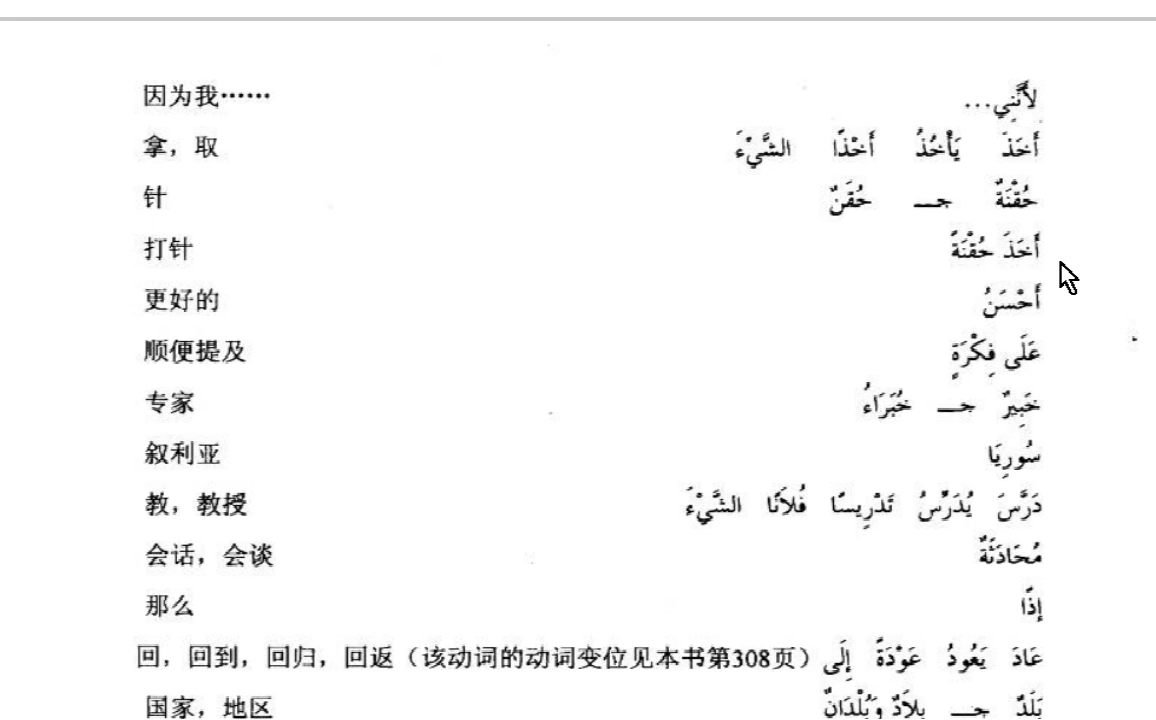 因为我…… لأَنَّنِي...
拿，取 أَخَذَ يَأْخُذُ أَخْذًا الشَّيْءَ
针 حُقْنَةٌ جـ حُقَنٌ
打针 أَخَذَ حُقْنَةً
更好的 أَحْسَنُ
顺便提及 عَلَى فِكْرَةٍ
专家 خَبِيرٌ جـ خُبَرَاءُ
叙利亚 سُورِيَا
教，教授 دَرَّسَ يُدَرِّسُ تَدْرِيسًا فُلاَنًا الشَّيْءَ
会话，会谈 مُحَادَثَةٌ
那么 إِذًا
回，回到，回归，回返（该动词的动词变位见本书第308页） عَادَ يَعُودُ عَوْدَةً إِلَى
国家，地区 بَلَدٌ جـ بِلاَدٌ وَبُلْدَانٌ